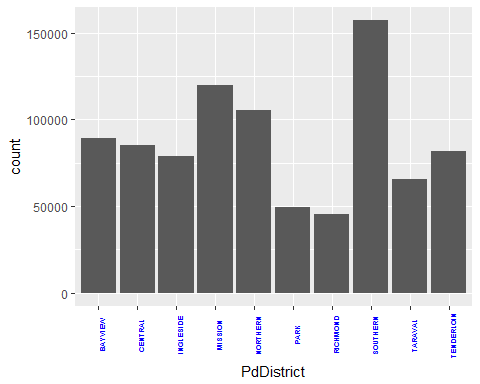 150000
100000
50000
0
count
BAYVIEW
CENTRAL
INGLESIDE
MISSION
NORTHERN
PARK
RICHMOND
SOUTHERN
TARAVAL
TENDERLOIN
PdDistrict